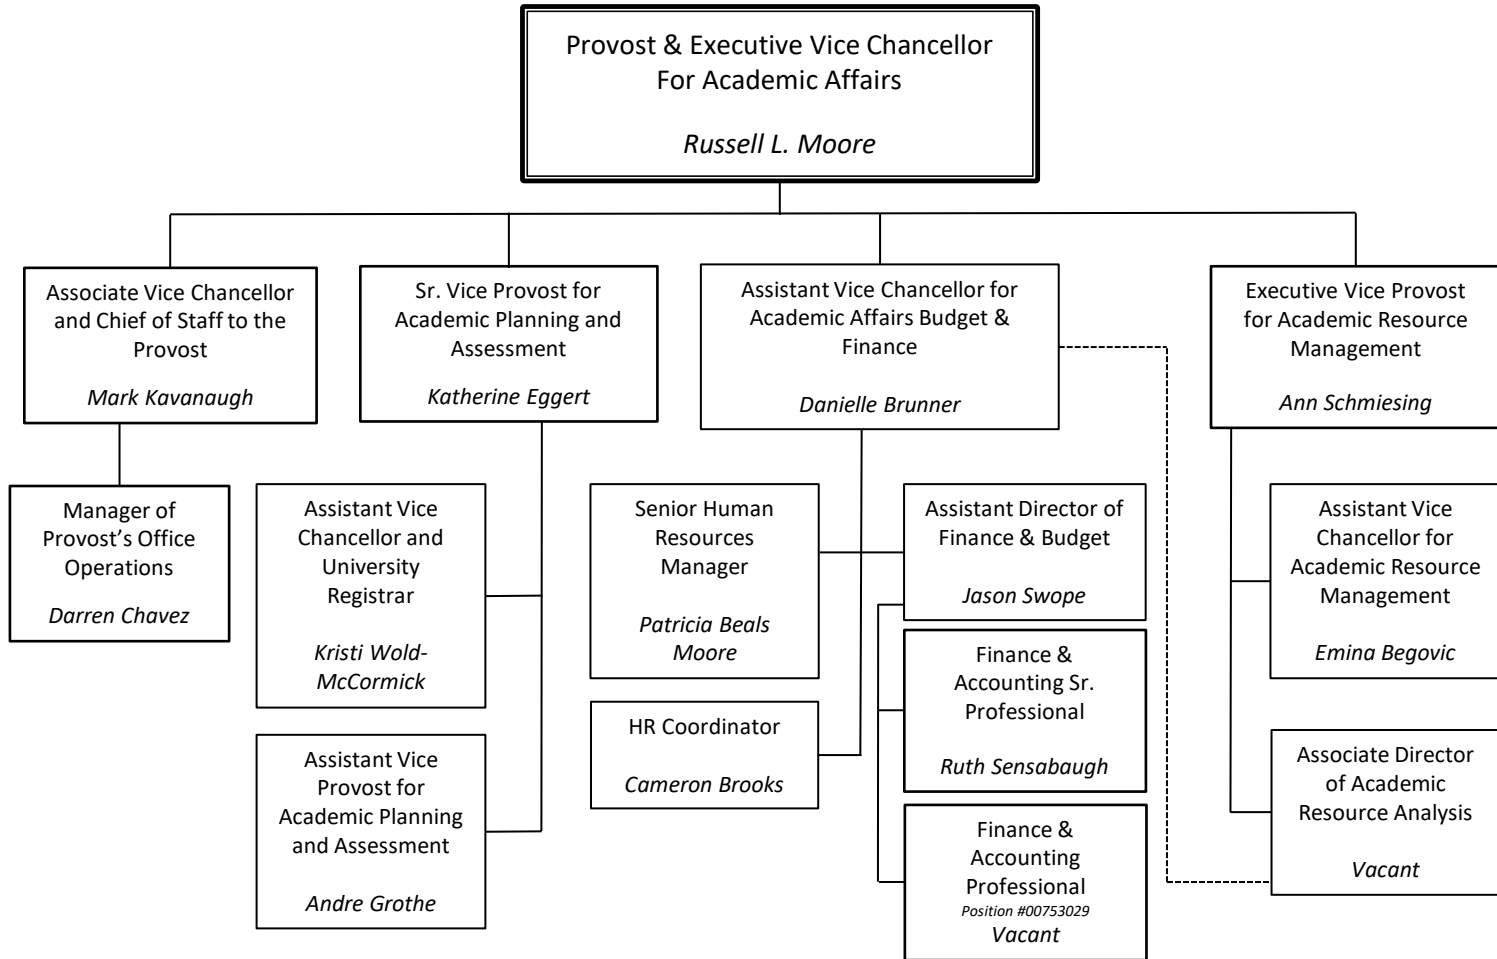 Provost & Executive Vice Chancellor
For Academic Affairs
Russell L. Moore
Associate Vice Chancellor
and Chief of Staff to the
Provost
Mark Kavanaugh
Sr. Vice Provost for
Academic Planning and
Assessment
Katherine Eggert
Assistant Vice Chancellor for
Academic Affairs Budget &
Finance
Danielle Brunner
Executive Vice Provost
for Academic Resource
Management
Ann Schmiesing
Manager of
Provost’s Office
Operations
Darren Chavez
Assistant Vice
Chancellor and
University
Registrar
Kristi Wold-
McCormick
Assistant Vice
Provost for
Academic Planning
and Assessment
Andre Grothe
Senior Human
Resources
Manager
Patricia Beals
Moore
HR Coordinator
Cameron Brooks
Assistant Director of
Finance & Budget
Jason Swope
Finance &
Accounting Sr.
Professional
Ruth Sensabaugh
Finance &
Accounting
Professional
Position #00753029
Vacant
Assistant Vice
Chancellor for
Academic Resource
Management
Emina Begovic
Associate Director
of Academic
Resource Analysis
Vacant